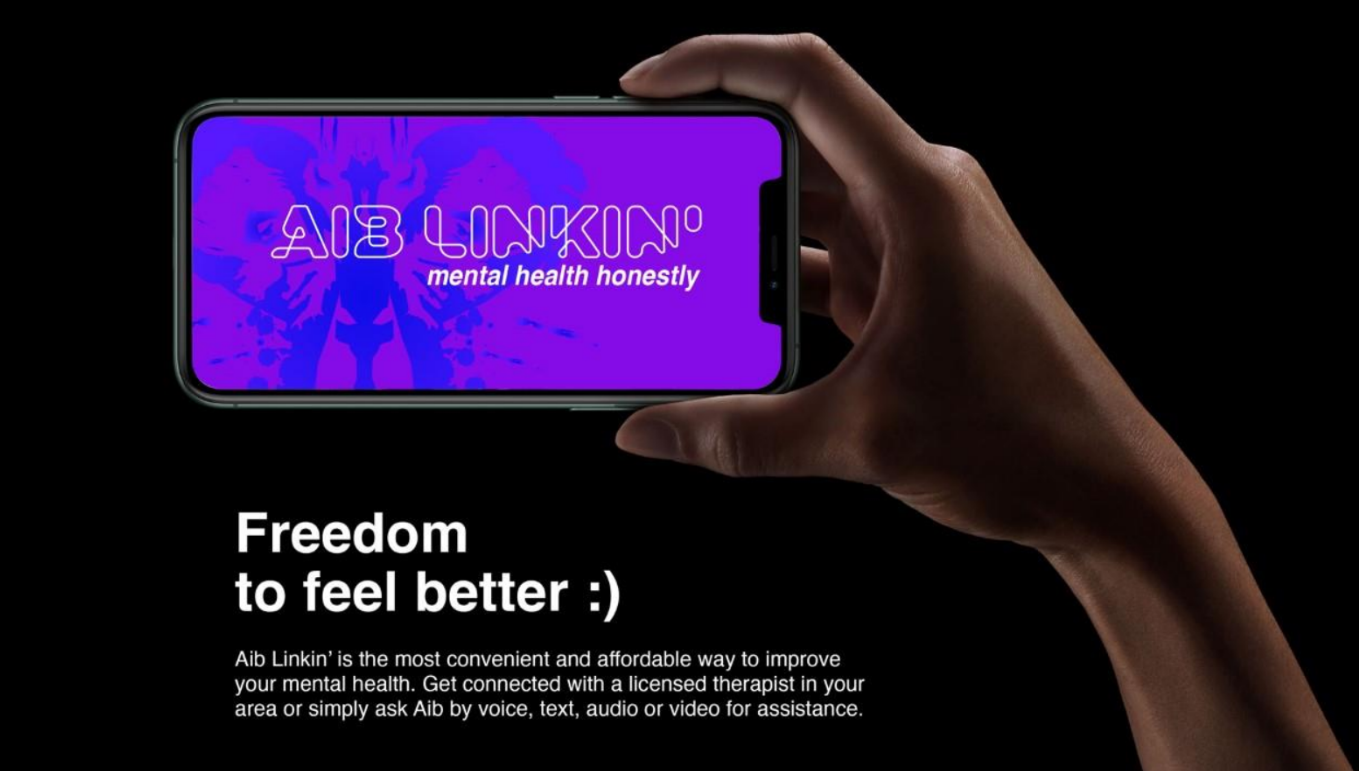 AIB LINKIN'
mental health honestly
Freedom
to feel better :)
Aib Linkin' is the most convenient and affordable way to improve
your mental health. Get connected with a licensed therapist in your
area or simply ask Aib by voice, text, audio or video for assistance.